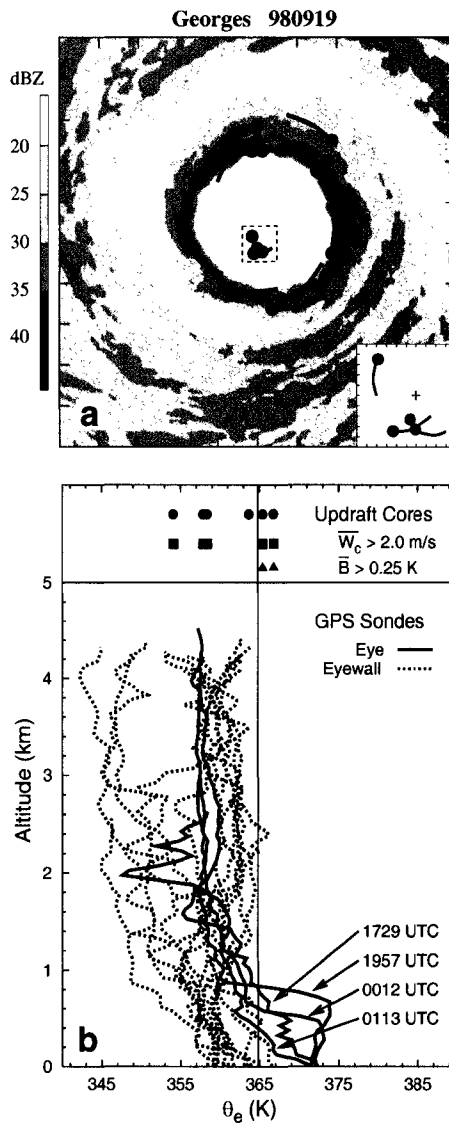 Georges 980919
dBZ
20
25
30
35
40
a
+
Updraft Cores
W̅c̅ > 2.0 m/s
B̅ > 0.25 K
5
GPS Sondes
Eye
Eyewall
4
3
Altitude (km)
2
1
1729 UTC
1957 UTC
0012 UTC
0113 UTC
b
0
345 355 365 375 385
θe (K)